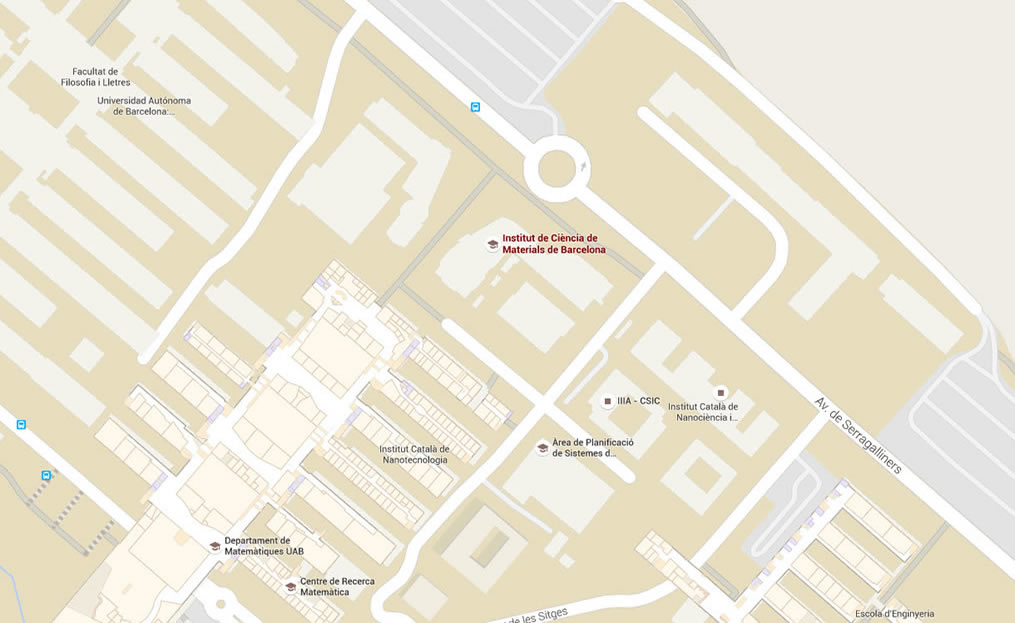 Facultat de
Filosofia i Lletres
Universidad Autónoma
de Barcelona:...
Institut de Ciència de
Materials de Barcelona
IIIA - CSIC
Institut Català de
Nanociència i...
Av. de Serragalliners
Àrea de Planificació
de Sistemes d...
Institut Català de
Nanotecnologia
Departament de
Matemàtiques UAB
Centre de Recerca
Matemàtica
de les Sitges
Escola d'Enginyeria